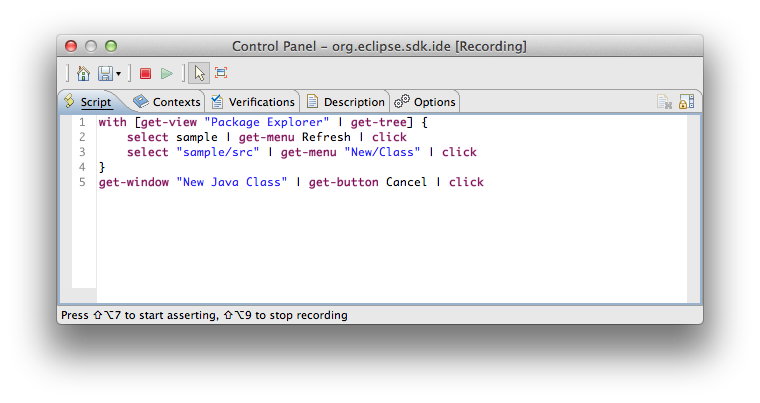 Control Panel – org.eclipse.sdk.ide [Recording]
Script Contexts Verifications Description Options
1 with [get-view "Package Explorer" | get-tree] {
2 select sample | get-menu Refresh | click
3 select "sample/src" | get-menu "New/Class" | click
4 }
5 get-window "New Java Class" | get-button Cancel | click
Press ⇧⌥7 to start asserting, ⇧⌥9 to stop recording